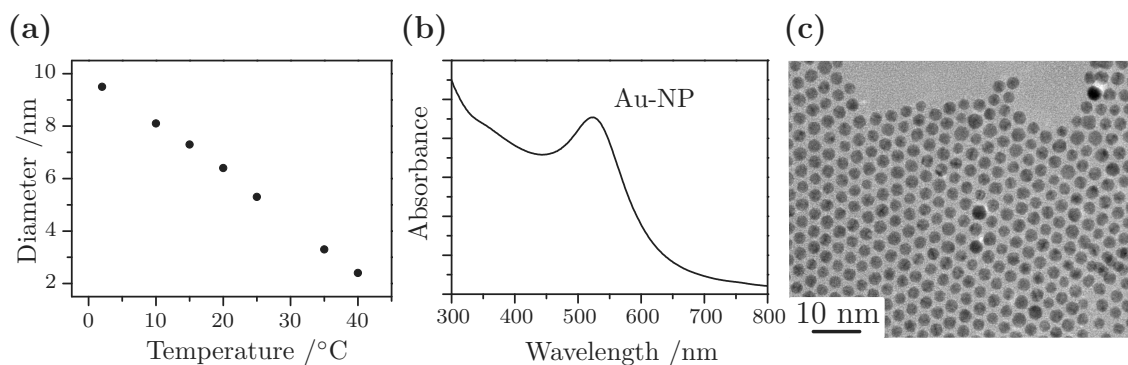 (a)
10
8
6
4
2
Diameter /nm
0
10
20
30
40
Temperature /°C
(b)
Au-NP
Absorbance
300
400
500
600
700
800
Wavelength /nm
(c)
10 nm